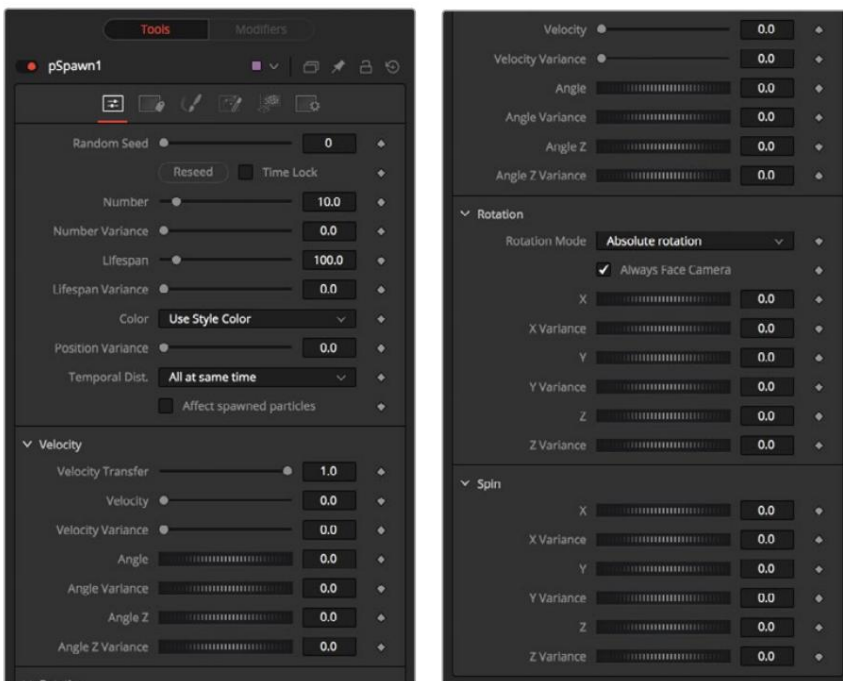 Tools Modifiers
pSpawn1
Random Seed 0
Reseed Time Lock
Number 10.0
Number Variance 0.0
Lifespan 100.0
Lifespan Variance 0.0
Color Use Style Color
Position Variance 0.0
Temporal Dist. All at same time
Affect spawned particles
Velocity
Velocity Transfer 1.0
Velocity 0.0
Velocity Variance 0.0
Angle 0.0
Angle Variance 0.0
Angle Z 0.0
Angle Z Variance 0.0
Velocity 0.0
Velocity Variance 0.0
Angle 0.0
Angle Variance 0.0
Angle Z 0.0
Angle Z Variance 0.0
Rotation
Rotation Mode Absolute rotation
Always Face Camera
X 0.0
X Variance 0.0
Y 0.0
Y Variance 0.0
Z 0.0
Z Variance 0.0
Spin
X 0.0
X Variance 0.0
Y 0.0
Y Variance 0.0
Z 0.0
Z Variance 0.0